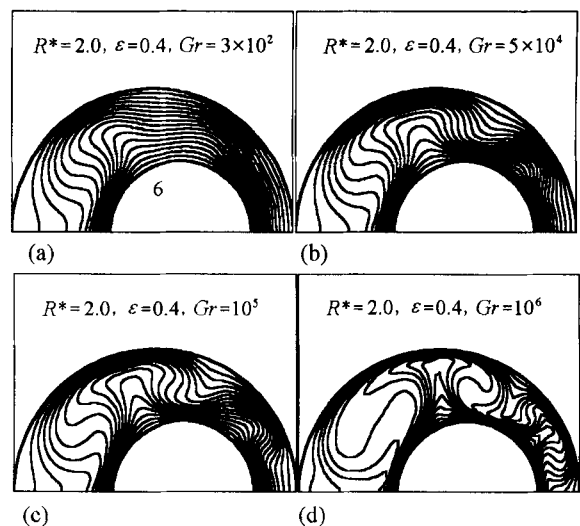 R*=2.0, ε=0.4, Gr=3×10²
R*=2.0, ε=0.4, Gr=5×10⁴
6
(a)
(b)
R*=2.0, ε=0.4, Gr=10⁵
R*=2.0, ε=0.4, Gr=10⁶
(c)
(d)